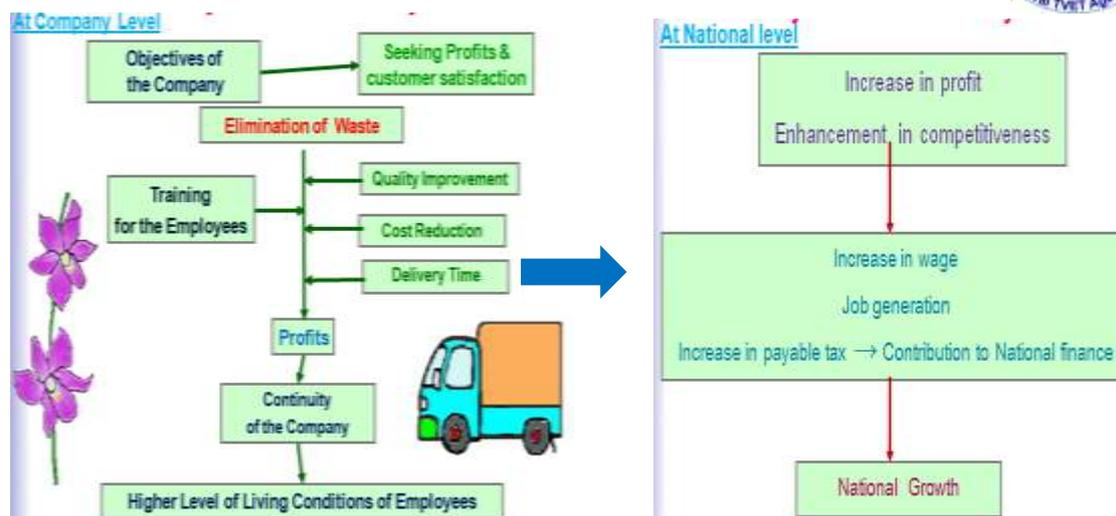 At Company Level
Objectives of
the Company
Seeking Profits &
customer satisfaction
Elimination of Waste
Quality Improvement
Training
for the Employees
Cost Reduction
Delivery Time
Profits
Continuity
of the Company
Higher Level of Living Conditions of Employees
At National level
Increase in profit
Enhancement in competitiveness
Increase in wage
Job generation
Increase in payable tax → Contribution to National finance
National Growth